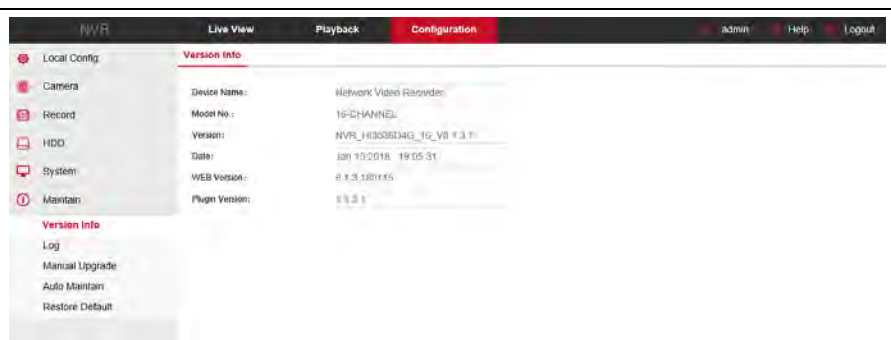 NVR Live View Playback Configuration admin Help Logout
Local Config
Camera
Record
HDD
System
Maintain
Version Info
Log
Manual Upgrade
Auto Maintain
Restore Default
Version Info
Device Name: Network Video Recorder
Model No.: 16-CHANNEL
Version:
Date: Jan 15 2018 19:05:31
WEB Version:
Plugin Version: